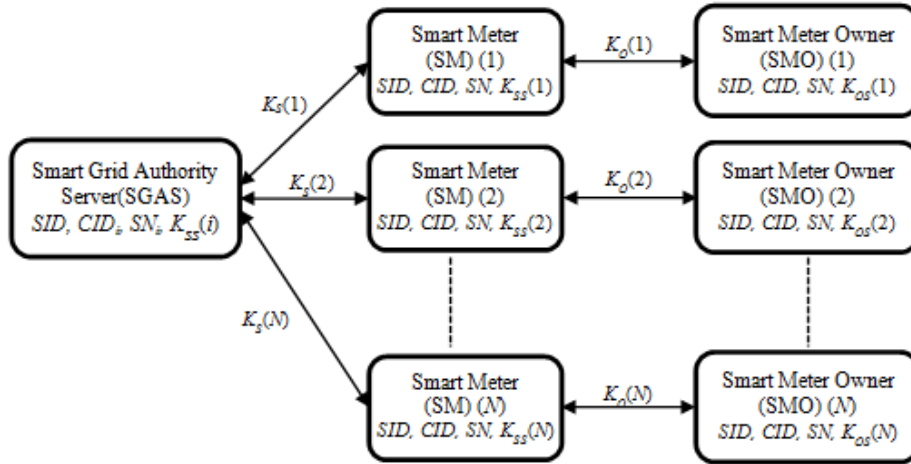 Smart Meter
(SM) (1)
SID, CID, SN, Kss(1)
Ko(1)
Smart Meter Owner
(SMO) (1)
SID, CID, SN, Kos(1)
Ks(1)
Smart Grid Authority
Server(SGAS)
SID, CIDi, SNi, Kss(i)
Ks(2)
Smart Meter
(SM) (2)
SID, CID, SN, Kss(2)
Ko(2)
Smart Meter Owner
(SMO) (2)
SID, CID, SN, Kos(2)
Ks(N)
Smart Meter
(SM) (N)
SID, CID, SN, Kss(N)
Ko(N)
Smart Meter Owner
(SMO) (N)
SID, CID, SN, Kos(N)